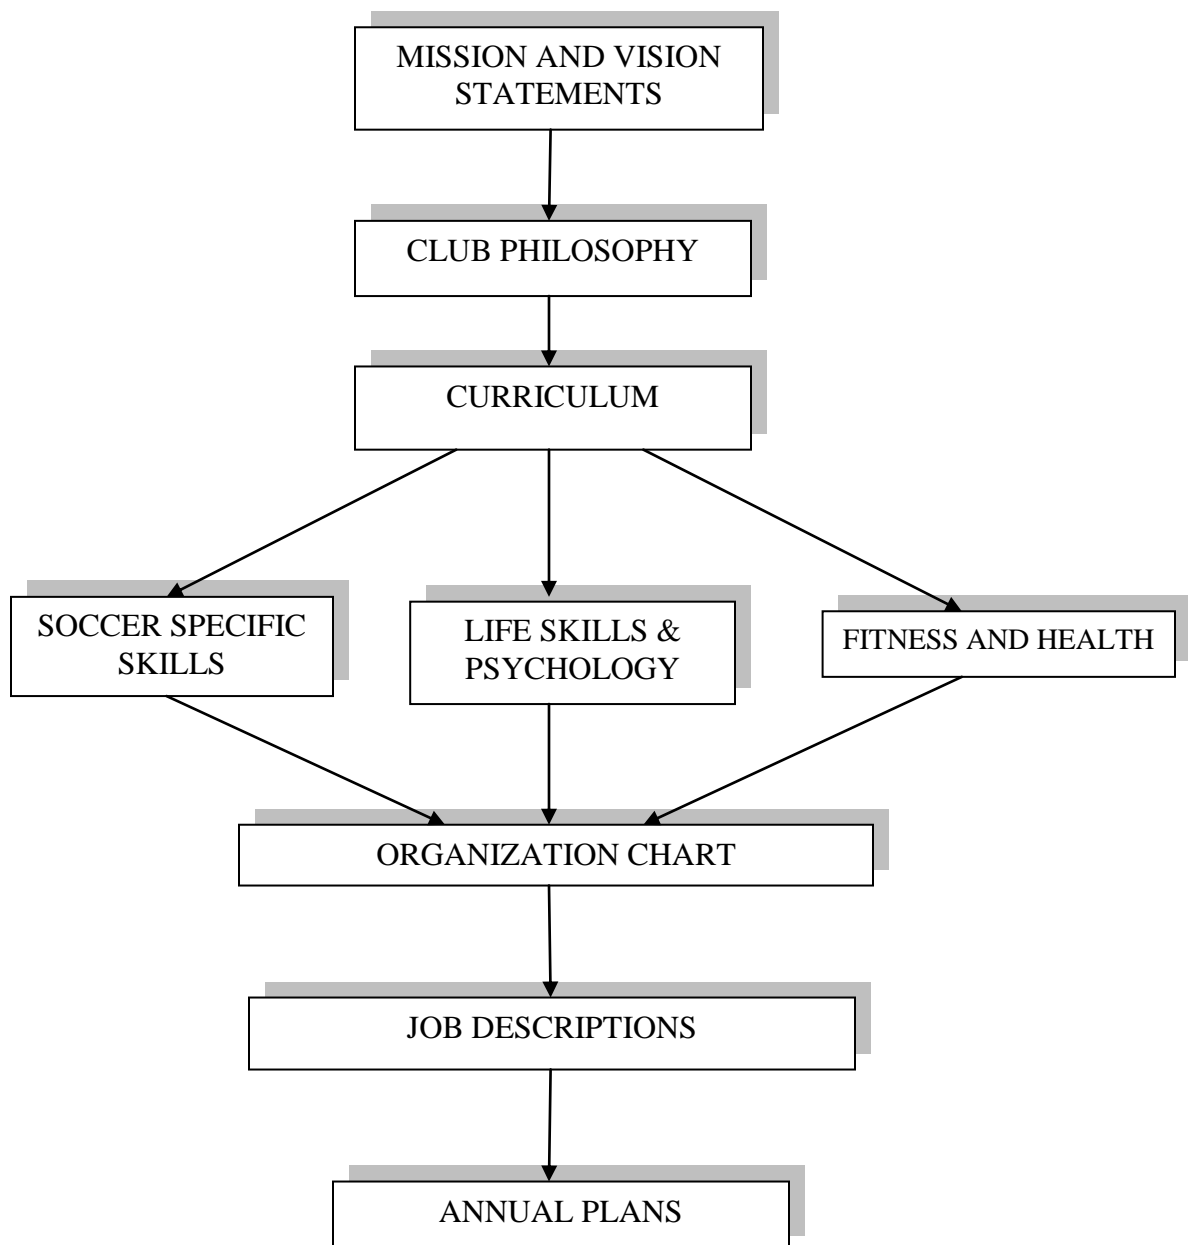 MISSION AND VISION
STATEMENTS
CLUB PHILOSOPHY
CURRICULUM
SOCCER SPECIFIC
SKILLS
LIFE SKILLS &
PSYCHOLOGY
FITNESS AND HEALTH
ORGANIZATION CHART
JOB DESCRIPTIONS
ANNUAL PLANS